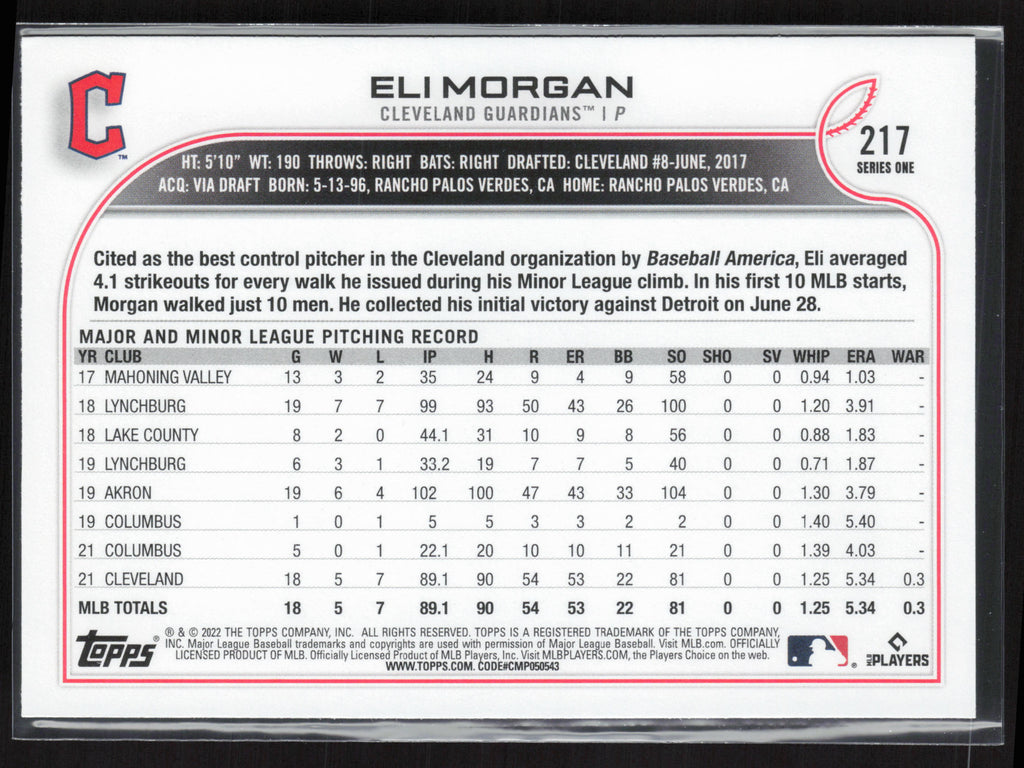 C
™
ELI MORGAN
CLEVELAND GUARDIANS™ | P
217
SERIES ONE
HT: 5'10" WT: 190 THROWS: RIGHT BATS: RIGHT DRAFTED: CLEVELAND #8-JUNE, 2017
ACQ: VIA DRAFT BORN: 5-13-96, RANCHO PALOS VERDES, CA HOME: RANCHO PALOS VERDES, CA
Cited as the best control pitcher in the Cleveland organization by Baseball America, Eli averaged
4.1 strikeouts for every walk he issued during his Minor League climb. In his first 10 MLB starts,
Morgan walked just 10 men. He collected his initial victory against Detroit on June 28.
MAJOR AND MINOR LEAGUE PITCHING RECORD
YR CLUB G W L IP H R ER BB SO SHO SV WHIP ERA WAR
17 MAHONING VALLEY 13 3 2 35 24 9 4 9 58 0 0 0.94 1.03 -
18 LYNCHBURG 19 7 7 99 93 50 43 26 100 0 0 1.20 3.91 -
18 LAKE COUNTY 8 2 0 44.1 31 10 9 8 56 0 0 0.88 1.83 -
19 LYNCHBURG 6 3 1 33.2 19 7 7 5 40 0 0 0.71 1.87 -
19 AKRON 19 6 4 102 100 47 43 33 104 0 0 1.30 3.79 -
19 COLUMBUS 1 0 1 5 5 3 3 2 2 0 0 1.40 5.40 -
21 COLUMBUS 5 0 1 22.1 20 10 10 11 21 0 0 1.39 4.03 -
21 CLEVELAND 18 5 7 89.1 90 54 53 22 81 0 0 1.25 5.34 0.3
MLB TOTALS 18 5 7 89.1 90 54 53 22 81 0 0 1.25 5.34 0.3
Topps®
® & © 2022 THE TOPPS COMPANY, INC. ALL RIGHTS RESERVED. TOPPS IS A REGISTERED TRADEMARK OF THE TOPPS COMPANY,
INC. Major League Baseball trademarks and copyrights are used with permission of Major League Baseball. Visit MLB.com. OFFICIALLY
LICENSED PRODUCT OF MLB. Officially Licensed Product of MLB Players, Inc. Visit MLBPLAYERS.COM, the Players Choice on the web.
WWW.TOPPS.COM. CODE#CMP050543
®
MLB PLAYERS